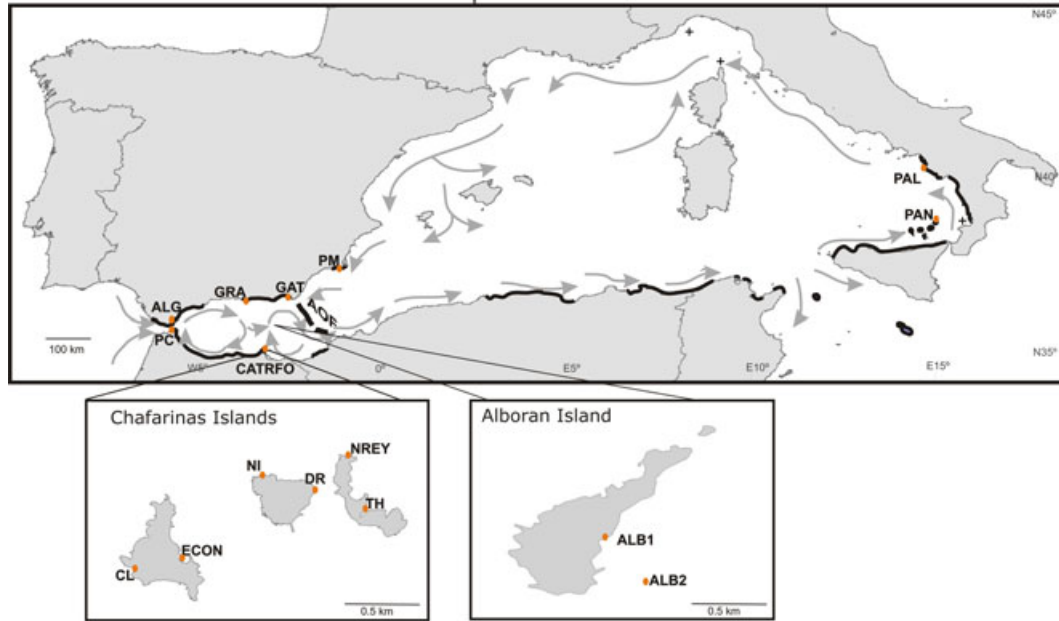 N45º
PAL
N40º
PAN
PM
GRA
GAT
ALG
AOF
PC
100 km
W5º
CATRFO
0º
E5º
E10º
E15º
N35º
Chafarinas Islands
NREY
NI
DR
TH
ECON
CL
0.5 km
Alboran Island
ALB1
ALB2
0.5 km